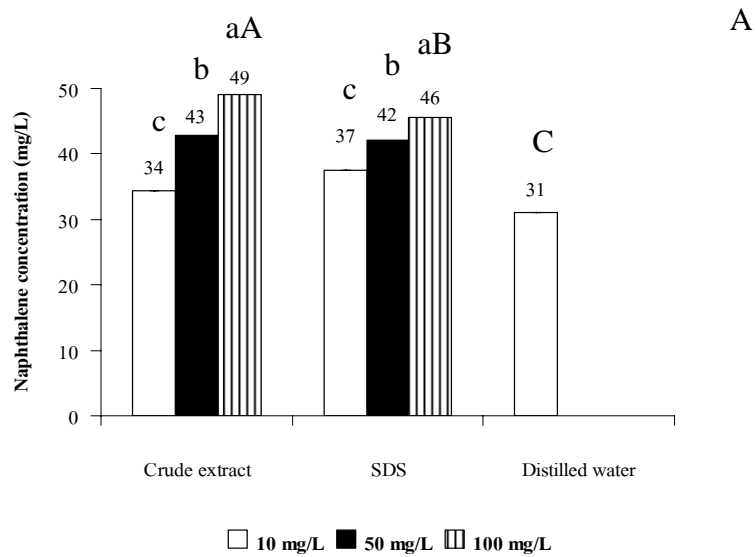 A
aA
aB
b
b
49
50
c
46
43
c
42
C
40
37
34
31
30
20
10
0
Naphthalene concentration (mg/L)
Crude extract SDS Distilled water
10 mg/L 50 mg/L 100 mg/L